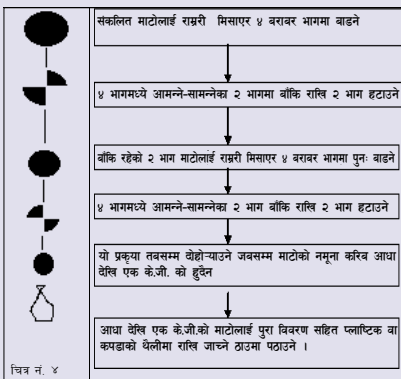 संकलित माटोलाई राम्ररी मिसाएर ४ बराबर भागमा बाडने
४ भागमध्ये आमन्ने-सामन्नेका २ भागमा बाँकि राखि २ भाग हटाउने
बाँकि रहेको २ भाग माटोलाई राम्ररी मिसाएर ४ बराबर भागमा पुनः बाडने
४ भागमध्ये आमन्ने-सामन्नेका २ भाग बाँकि राखि २ भाग हटाउने
यो प्रकृया तबसम्म दोहोऱ्याउने जबसम्म माटोको नमूना करिब आधा
देखि एक के.जी. को हुदैन
आधा देखि एक के.जी.को माटोलाई पुरा विवरण सहित प्लाष्टिक वा
कपडाको थैलीमा राखि जाच्ने ठाउमा पठाउने ।
चित्र नं. ४